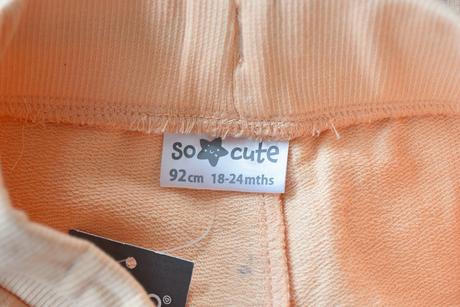 so cute
92cm 18-24mths